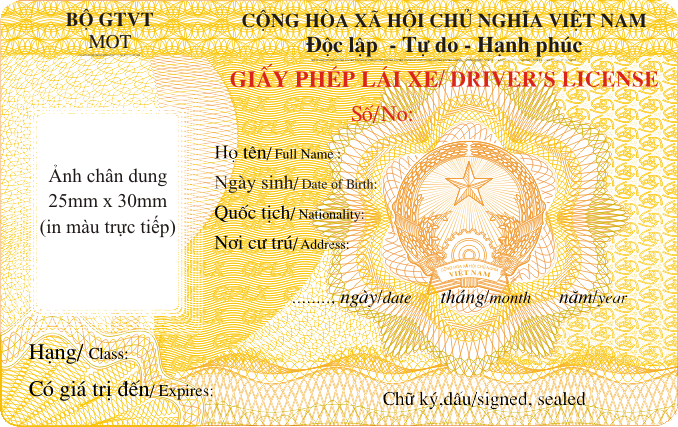 BỘ GTVT
MOT
CỘNG HÒA XÃ HỘI CHỦ NGHĨA VIỆT NAM
Độc lập - Tự do - Hạnh phúc
GIẤY PHÉP LÁI XE/ DRIVER'S LICENSE
Số/No:
Ảnh chân dung
25mm x 30mm
(in màu trực tiếp)
Họ tên/ Full Name :
Ngày sinh/ Date of Birth:
Quốc tịch/ Nationality:
Nơi cư trú/ Address:
VIỆT NAM
........, ngày/date tháng/month năm/year
Hạng/ Class:
Có giá trị đến/ Expires:
Chữ ký.dâu/signed, sealed